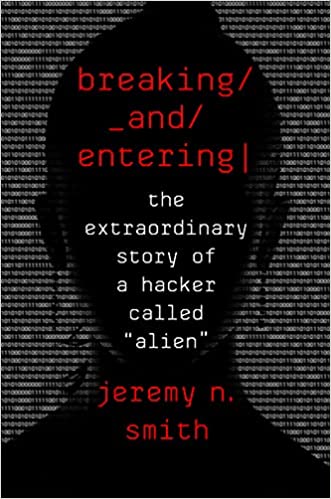 breaking/
_and/
entering|
the
extraordinary
story of
a hacker
called
"alien"
jeremy n.
smith